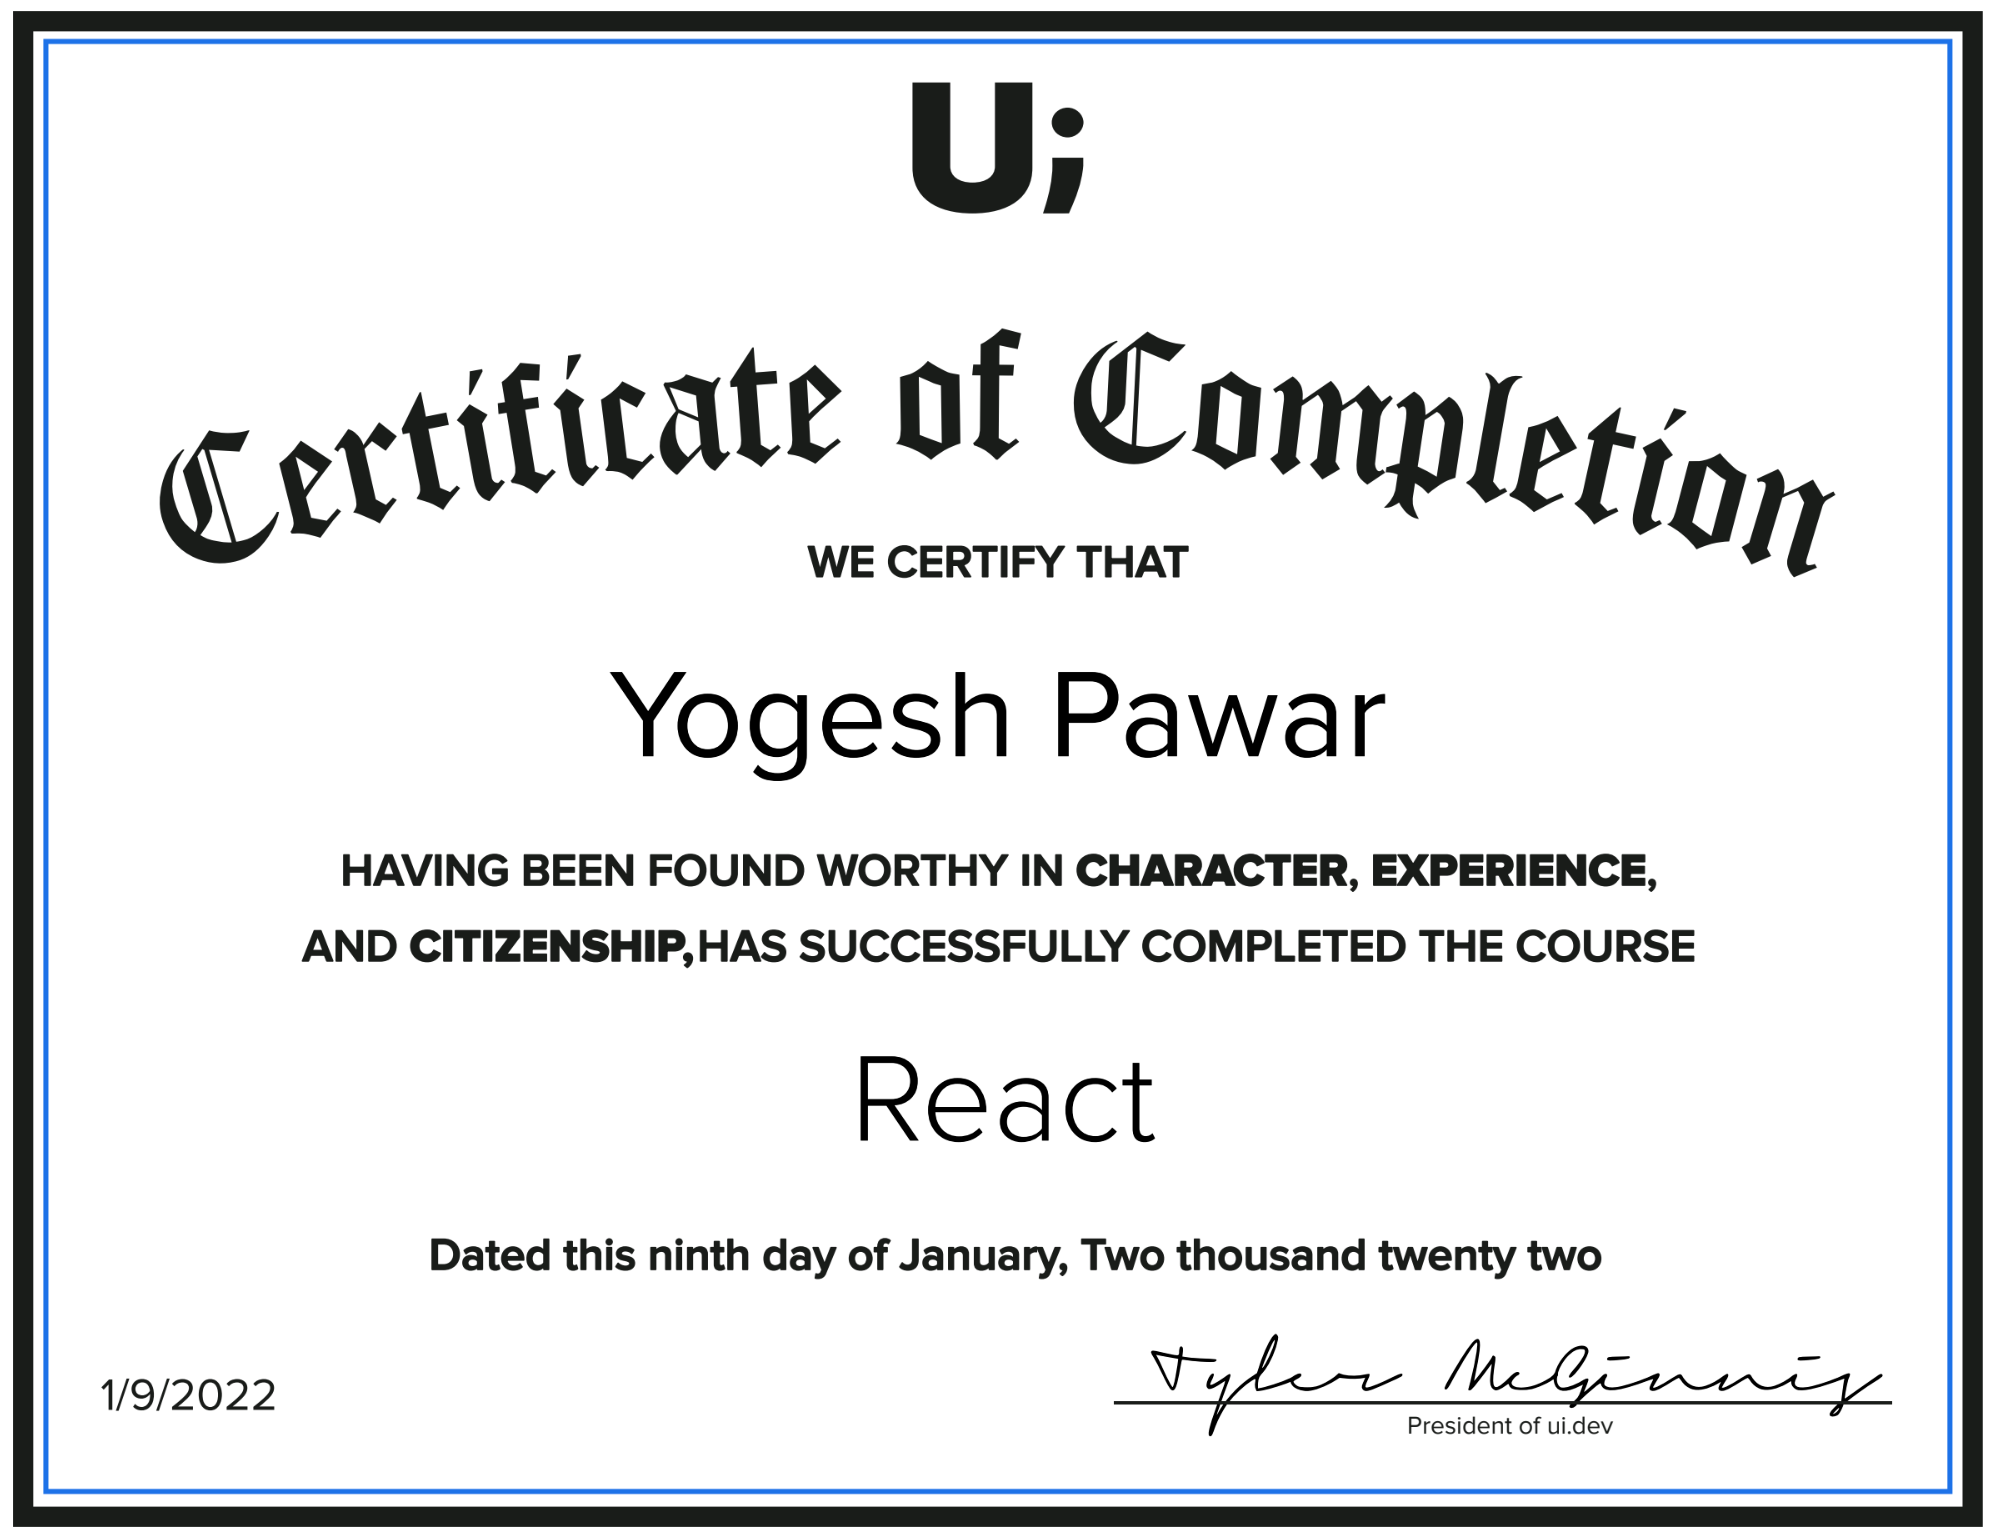 U;
Certificate of Completion
WE CERTIFY THAT
Yogesh Pawar
HAVING BEEN FOUND WORTHY IN CHARACTER, EXPERIENCE,
AND CITIZENSHIP, HAS SUCCESSFULLY COMPLETED THE COURSE
React
Dated this ninth day of January, Two thousand twenty two
1/9/2022
Tyler McGinnis
President of ui.dev